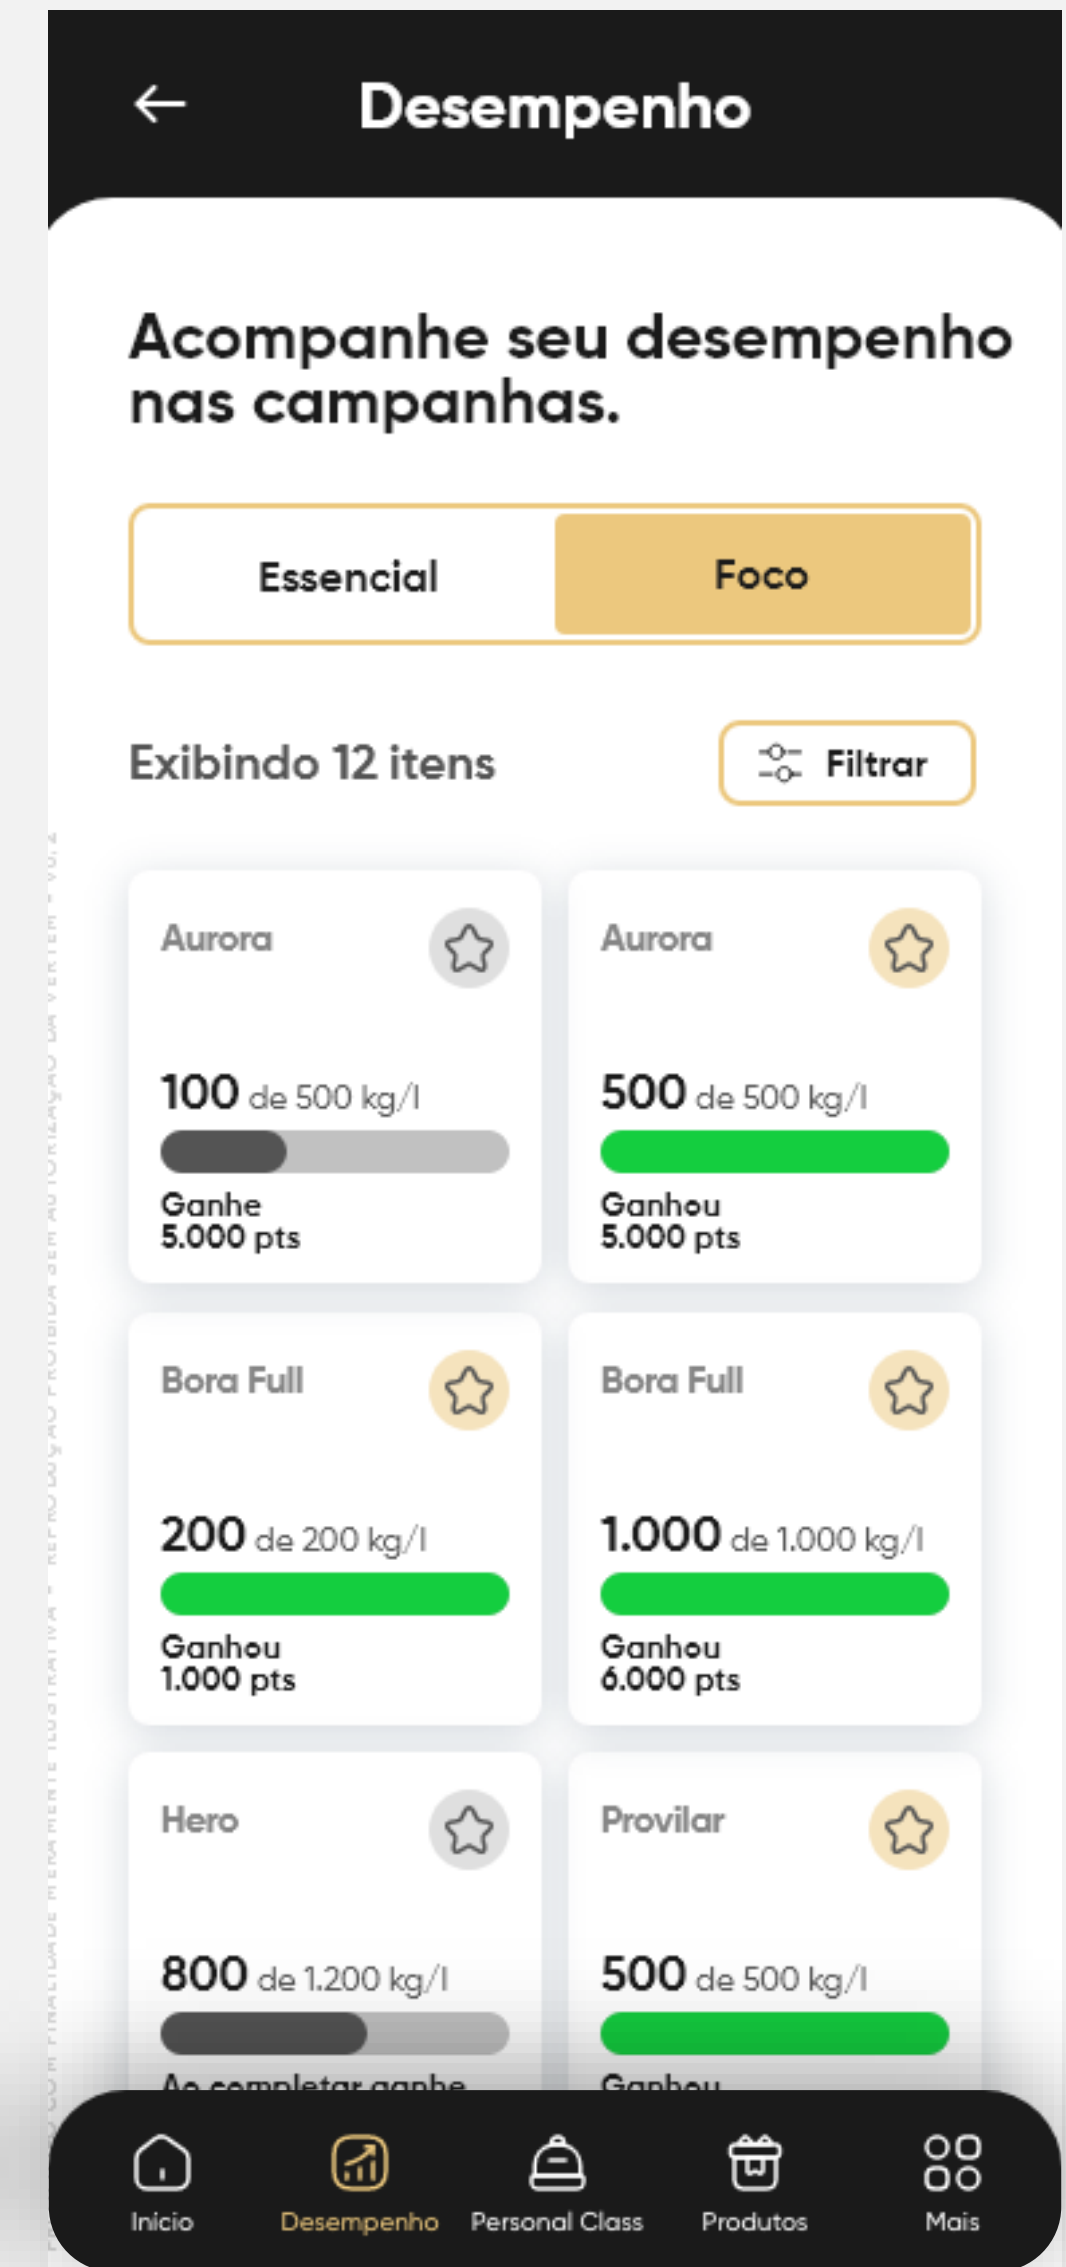 Desempenho
Acompanhe seu desempenho
nas campanhas.
Essencial
Foco
Exibindo 12 itens
Filtrar
Aurora
100 de 500 kg/l
Ganhe
5.000 pts
Aurora
500 de 500 kg/l
Ganhou
5.000 pts
Bora Full
200 de 200 kg/l
Ganhou
1.000 pts
Bora Full
1.000 de 1.000 kg/l
Ganhou
6.000 pts
Hero
800 de 1.200 kg/l
Ao completar ganhe
Provilar
500 de 500 kg/l
Ganhou
Início
Desempenho
Personal Class
Produtos
Mais